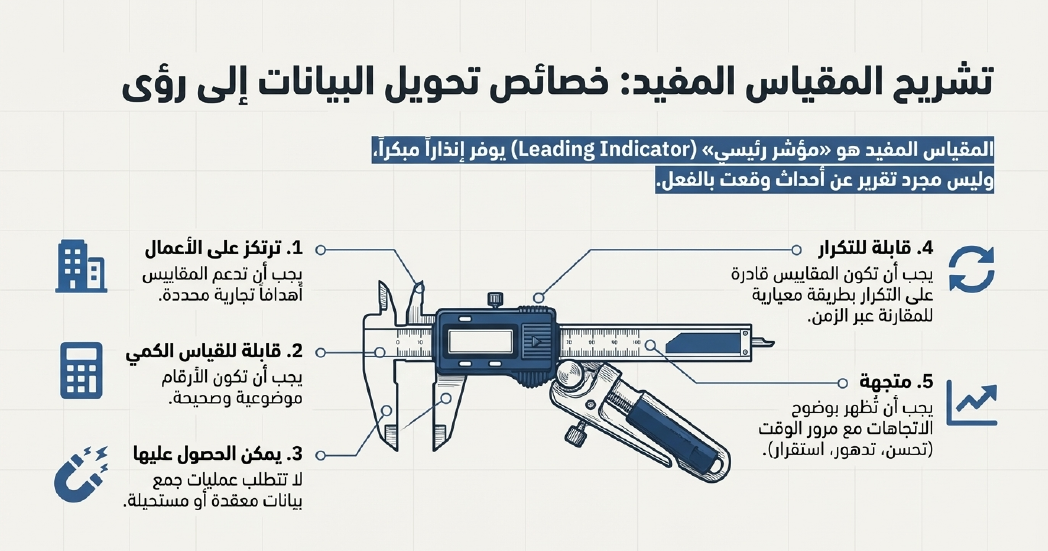 تشريح المقياس المفيد: خصائص تحويل البيانات إلى رؤى
المقياس المفيد هو «مؤشر رئيسي» (Leading Indicator) يوفر إنذاراً مبكراً،
وليس مجرد تقرير عن أحداث وقعت بالفعل.
1. ترتكز على الأعمال
يجب أن تدعم المقاييس
أهدافاً تجارية محددة.
2. قابلة للقياس الكمي
يجب أن تكون الأرقام
موضوعية وصحيحة.
3. يمكن الحصول عليها
لا تتطلب عمليات جمع
بيانات معقدة أو مستحيلة.
4. قابلة للتكرار
يجب أن تكون المقاييس قادرة
على التكرار بطريقة معيارية
للمقارنة عبر الزمن.
5. متجهة
يجب أن تُظهر بوضوح
الاتجاهات مع مرور الوقت
(تحسن، تدهور، استقرار).